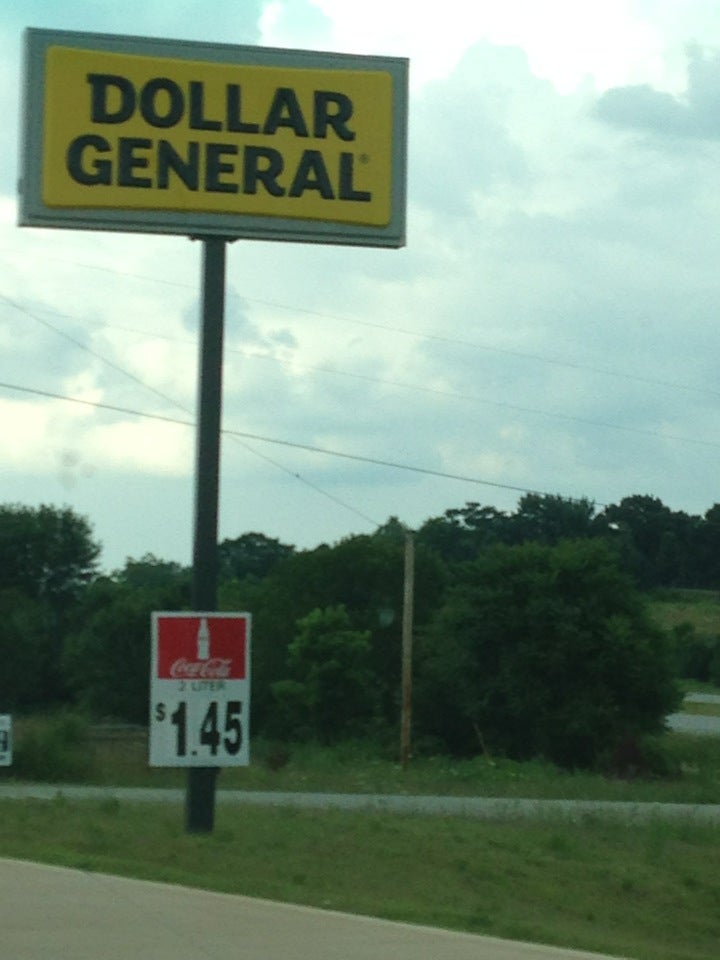 DOLLAR
GENERAL®
Coca-Cola
2 LITER
$1.45